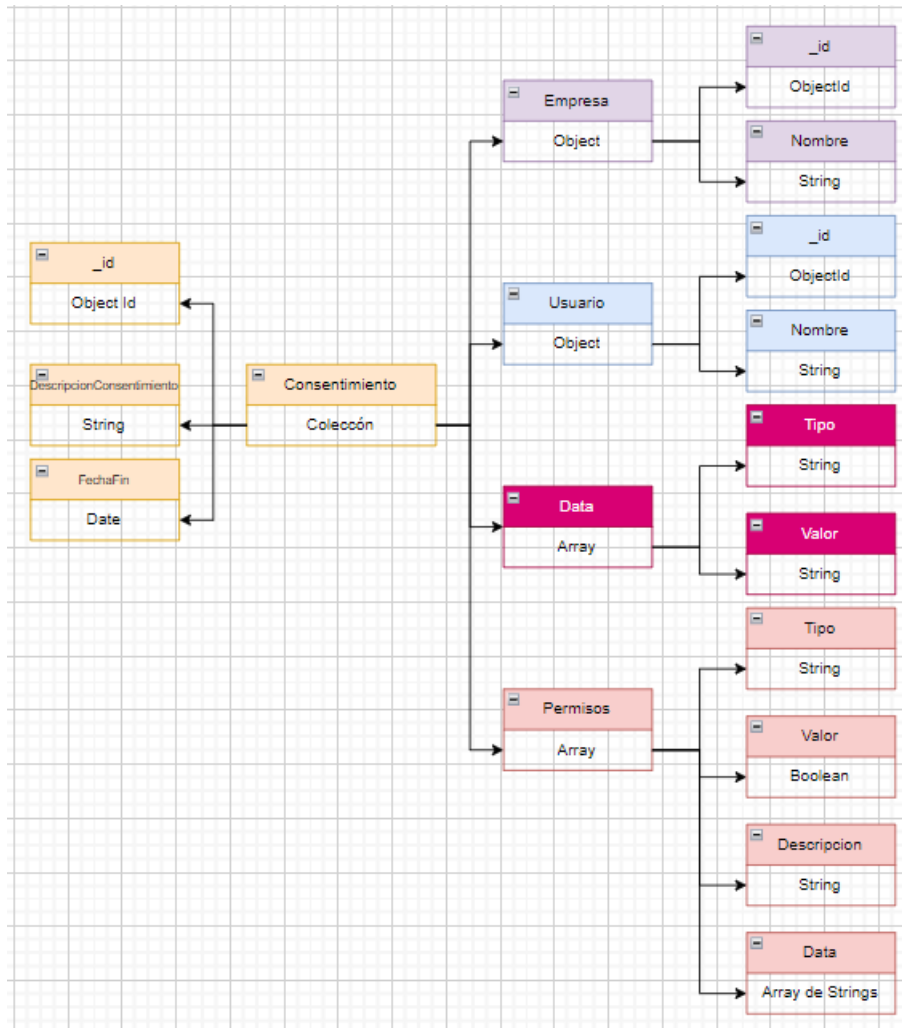 _id
Object Id
DescripcionConsentimiento
String
FechaFin
Date
Consentimiento
Coleccón
Empresa
Object
Usuario
Object
Data
Array
Permisos
Array
_id
ObjectId
Nombre
String
_id
ObjectId
Nombre
String
Tipo
String
Valor
String
Tipo
String
Valor
Boolean
Descripcion
String
Data
Array de Strings